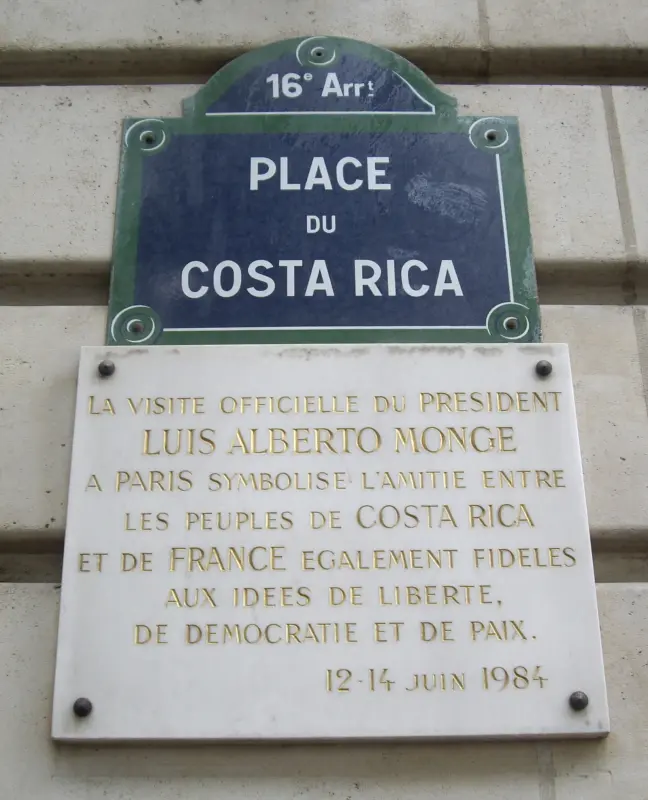 16e Arrt
PLACE
DU
COSTA RICA
LA VISITE OFFICIELLE DU PRESIDENT
LUIS ALBERTO MONGE
A PARIS SYMBOLISE L'AMITIE ENTRE
LES PEUPLES DE COSTA RICA
ET DE FRANCE EGALEMENT FIDELES
AUX IDEES DE LIBERTE,
DE DEMOCRATIE ET DE PAIX.
12-14 JUIN 1984